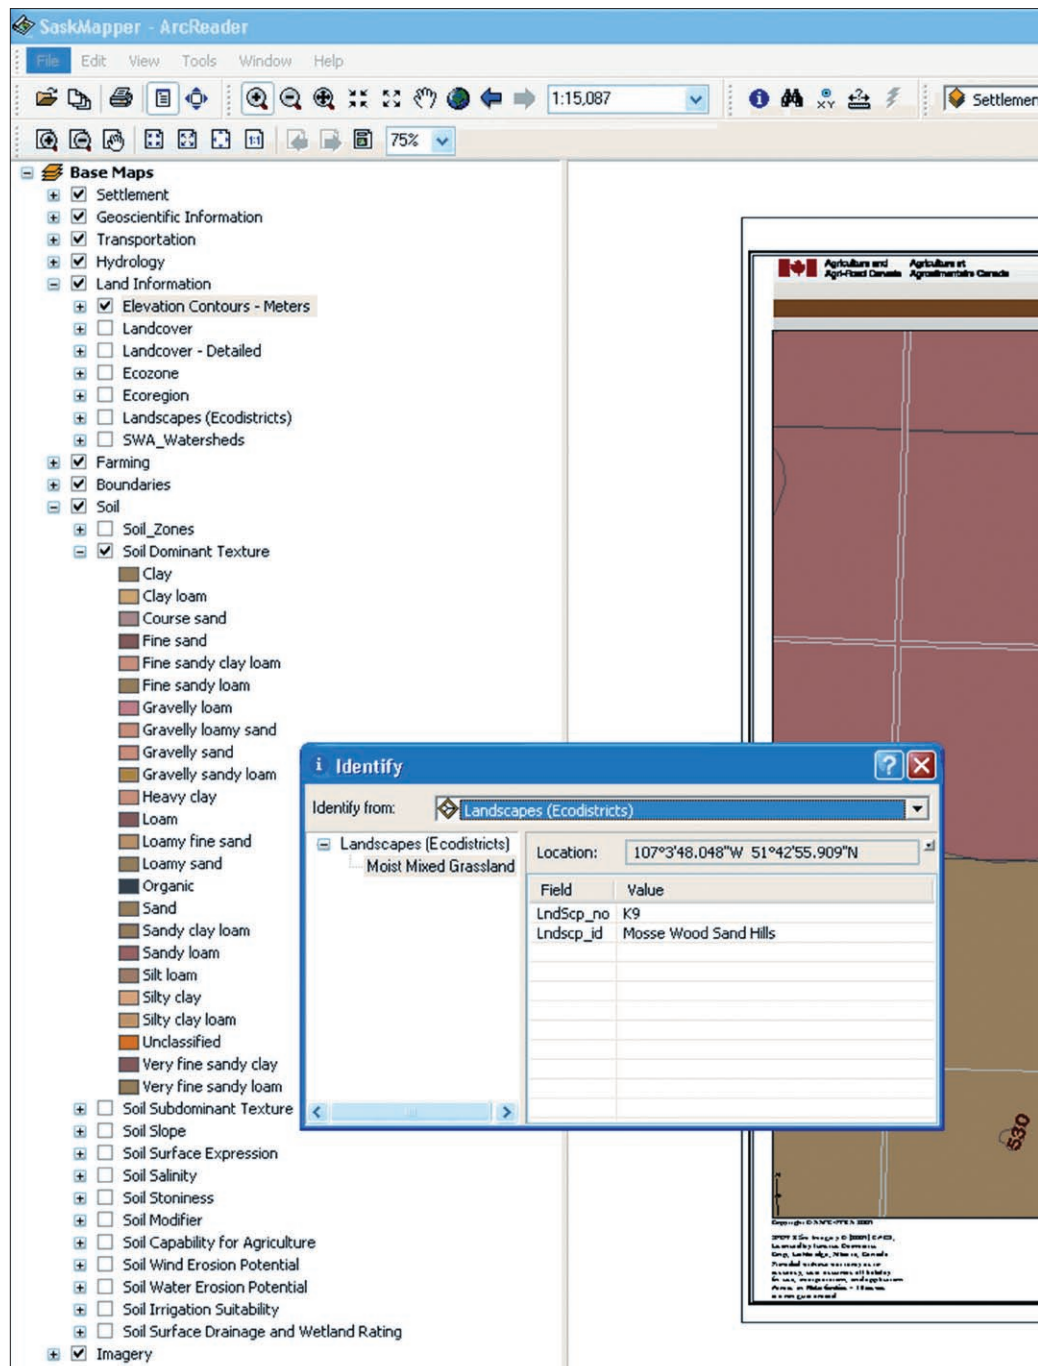 SaskMapper - ArcReader
File Edit View Tools Window Help
1:15,087
Settlemen
75%
Base Maps
Settlement
Geoscientific Information
Transportation
Hydrology
Land Information
Elevation Contours - Meters
Landcover
Landcover - Detailed
Ecozone
Ecoregion
Landscapes (Ecodistricts)
SWA_Watersheds
Farming
Boundaries
Soil
Soil_Zones
Soil Dominant Texture
Clay
Clay loam
Course sand
Fine sand
Fine sandy clay loam
Fine sandy loam
Gravelly loam
Gravelly loamy sand
Gravelly sand
Gravelly sandy loam
Heavy clay
Loam
Loamy fine sand
Loamy sand
Organic
Sand
Sandy clay loam
Sandy loam
Silt loam
Silty clay
Silty clay loam
Unclassified
Very fine sandy clay
Very fine sandy loam
Soil Subdominant Texture
Soil Slope
Soil Surface Expression
Soil Salinity
Soil Stoniness
Soil Modifier
Soil Capability for Agriculture
Soil Wind Erosion Potential
Soil Water Erosion Potential
Soil Irrigation Suitability
Soil Surface Drainage and Wetland Rating
Imagery
Agriculture and Agriculture et
Agri-Food Canada Agroalimentaire Canada
Identify
Identify from: Landscapes (Ecodistricts)
Landscapes (Ecodistricts)
Moist Mixed Grassland
Location: 107°3'48.048"W 51°42'55.909"N
Field Value
LndScp_no K9
Lndscp_id Mosse Wood Sand Hills
530